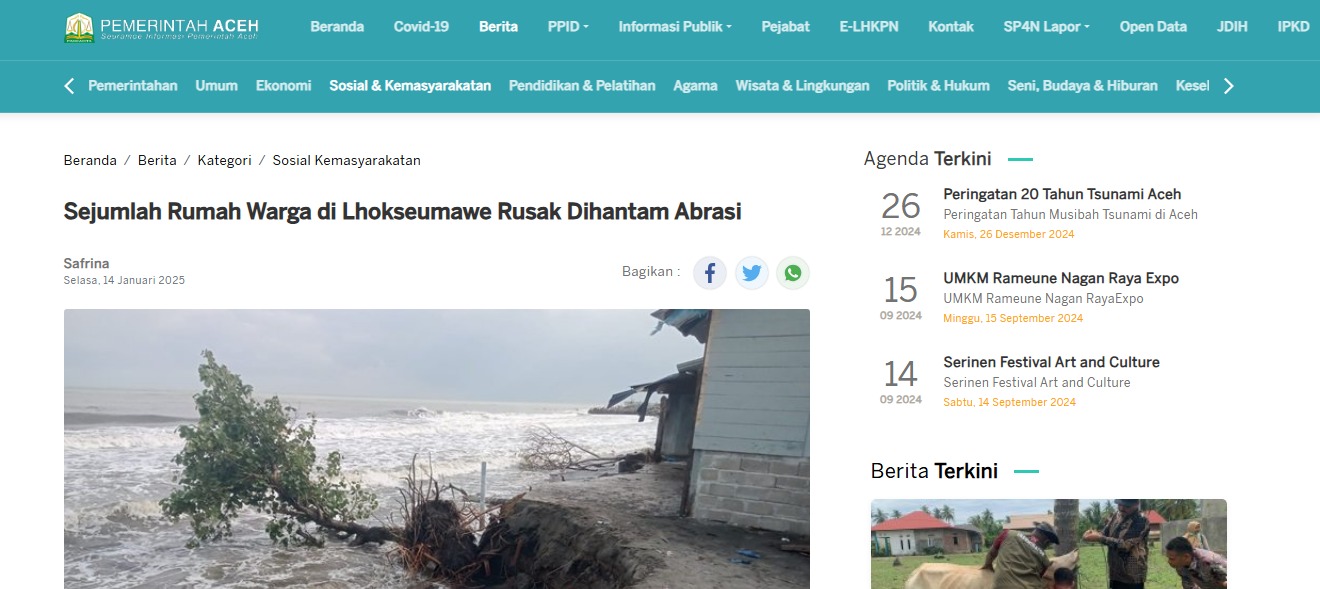 PEMERINTAH ACEH
Seuramoe Informasi Pemerintah Aceh
Beranda Covid-19 Berita PPID Informasi Publik Pejabat E-LHKPN Kontak SP4N Lapor Open Data JDIH IPKD
Pemerintahan Umum Ekonomi Sosial & Kemasyarakatan Pendidikan & Pelatihan Agama Wisata & Lingkungan Politik & Hukum Seni, Budaya & Hiburan Kesel
Beranda / Berita / Kategori / Sosial Kemasyarakatan
Sejumlah Rumah Warga di Lhokseumawe Rusak Dihantam Abrasi
Safrina
Selasa, 14 Januari 2025
Bagikan :
Agenda Terkini
26
12 2024
Peringatan 20 Tahun Tsunami Aceh
Peringatan Tahun Musibah Tsunami di Aceh
Kamis, 26 Desember 2024
15
09 2024
UMKM Rameune Nagan Raya Expo
UMKM Rameune Nagan RayaExpo
Minggu, 15 September 2024
14
09 2024
Serinen Festival Art and Culture
Serinen Festival Art and Culture
Sabtu, 14 September 2024
Berita Terkini